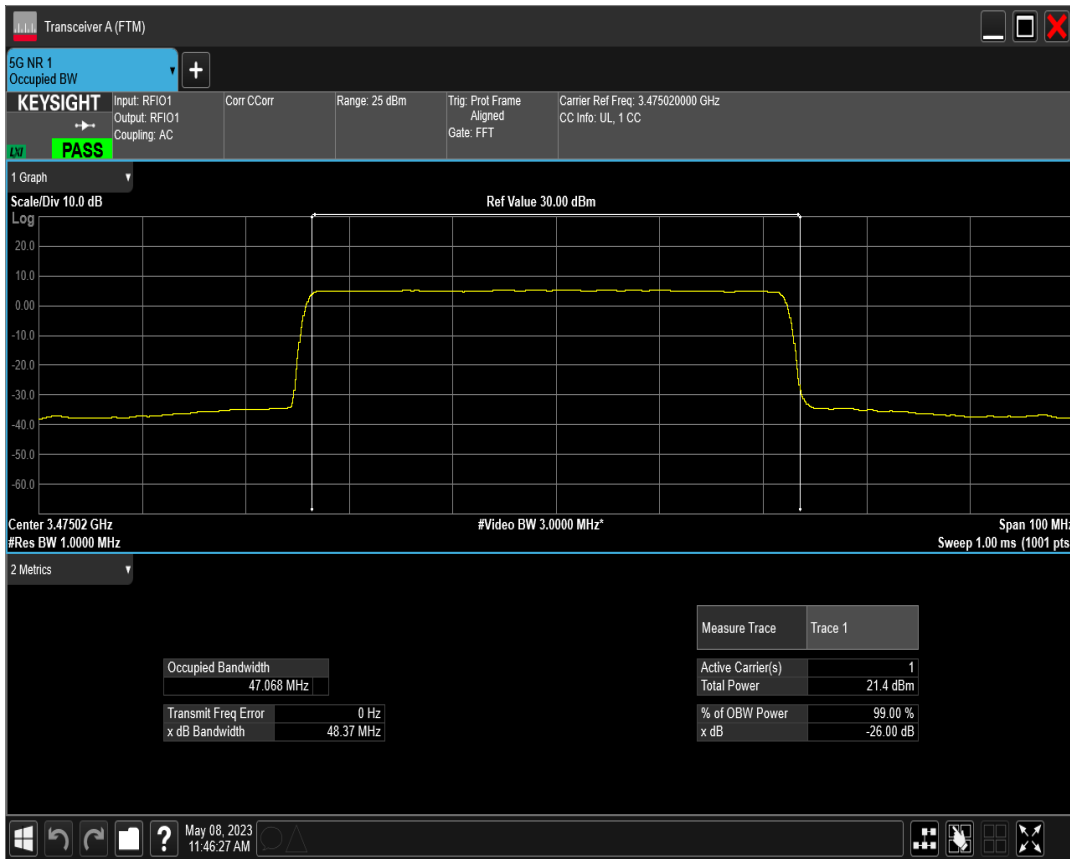 Transceiver A (FTM)
5G NR 1
Occupied BW
+
KEYSIGHT
LXI
PASS
Input: RFIO1
Output: RFIO1
Coupling: AC
Corr CCorr
Range: 25 dBm
Trig: Prot Frame
Aligned
Gate: FFT
Carrier Ref Freq: 3.475020000 GHz
CC Info: UL, 1 CC
1 Graph
Scale/Div 10.0 dB
Ref Value 30.00 dBm
Log
20.0
10.0
0.00
-10.0
-20.0
-30.0
-40.0
-50.0
-60.0
Center 3.47502 GHz
#Video BW 3.0000 MHz*
Span 100 MHz
#Res BW 1.0000 MHz
Sweep 1.00 ms (1001 pts
2 Metrics
Measure Trace Trace 1
Occupied Bandwidth
47.068 MHz
Active Carrier(s) 1
Total Power 21.4 dBm
Transmit Freq Error 0 Hz
x dB Bandwidth 48.37 MHz
% of OBW Power 99.00 %
x dB -26.00 dB
?
May 08, 2023
11:46:27 AM